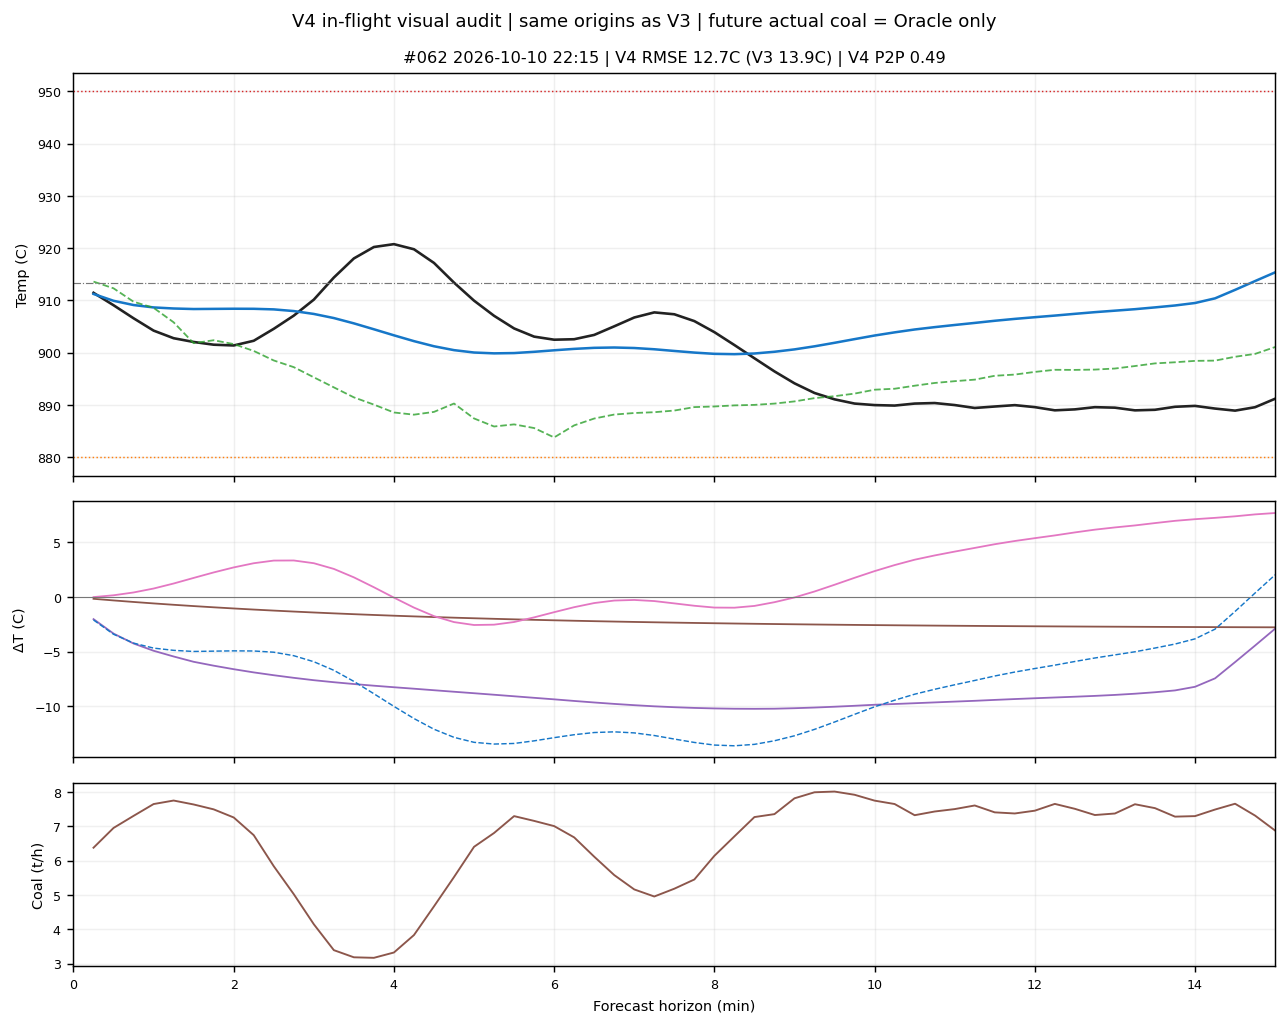 V4 in-flight visual audit | same origins as V3 | future actual coal = Oracle only
#062 2026-10-10 22:15 | V4 RMSE 12.7C (V3 13.9C) | V4 P2P 0.49
950
940
930
920
910
900
890
880
Temp (C)
5
0
−5
−10
ΔT (C)
8
7
6
5
4
3
Coal (t/h)
0 2 4 6 8 10 12 14
Forecast horizon (min)